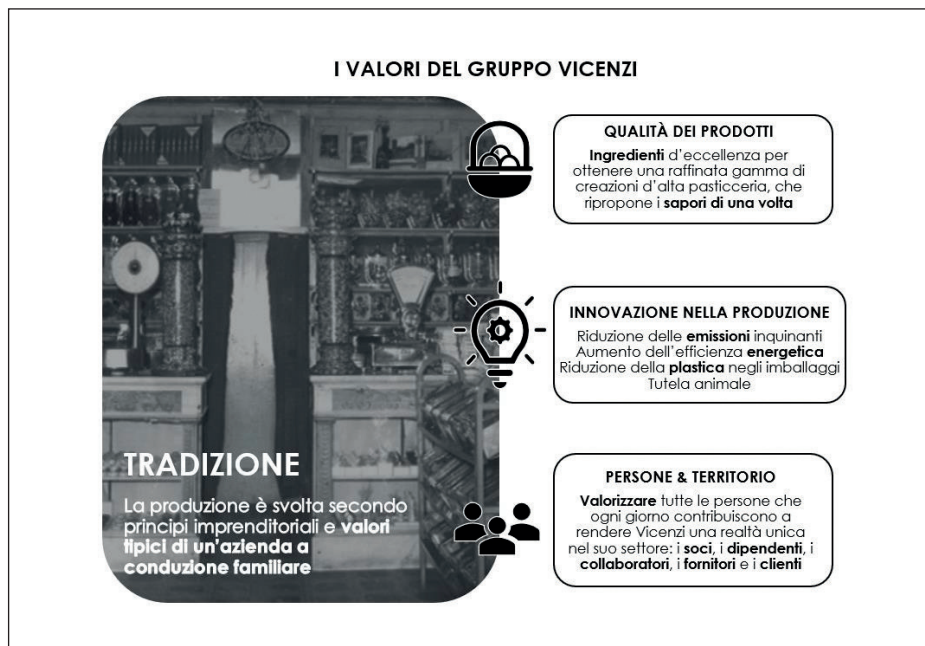 I VALORI DEL GRUPPO VICENZI
TRADIZIONE
La produzione è svolta secondo
principi imprenditoriali e valori
tipici di un'azienda a
conduzione familiare
QUALITÀ DEI PRODOTTI
Ingredienti d'eccellenza per
ottenere una raffinata gamma di
creazioni d'alta pasticceria, che
ripropone i sapori di una volta
INNOVAZIONE NELLA PRODUZIONE
Riduzione delle emissioni inquinanti
Aumento dell'efficienza energetica
Riduzione della plastica negli imballaggi
Tutela animale
PERSONE & TERRITORIO
Valorizzare tutte le persone che
ogni giorno contribuiscono a
rendere Vicenzi una realtà unica
nel suo settore: i soci, i dipendenti, i
collaboratori, i fornitori e i clienti